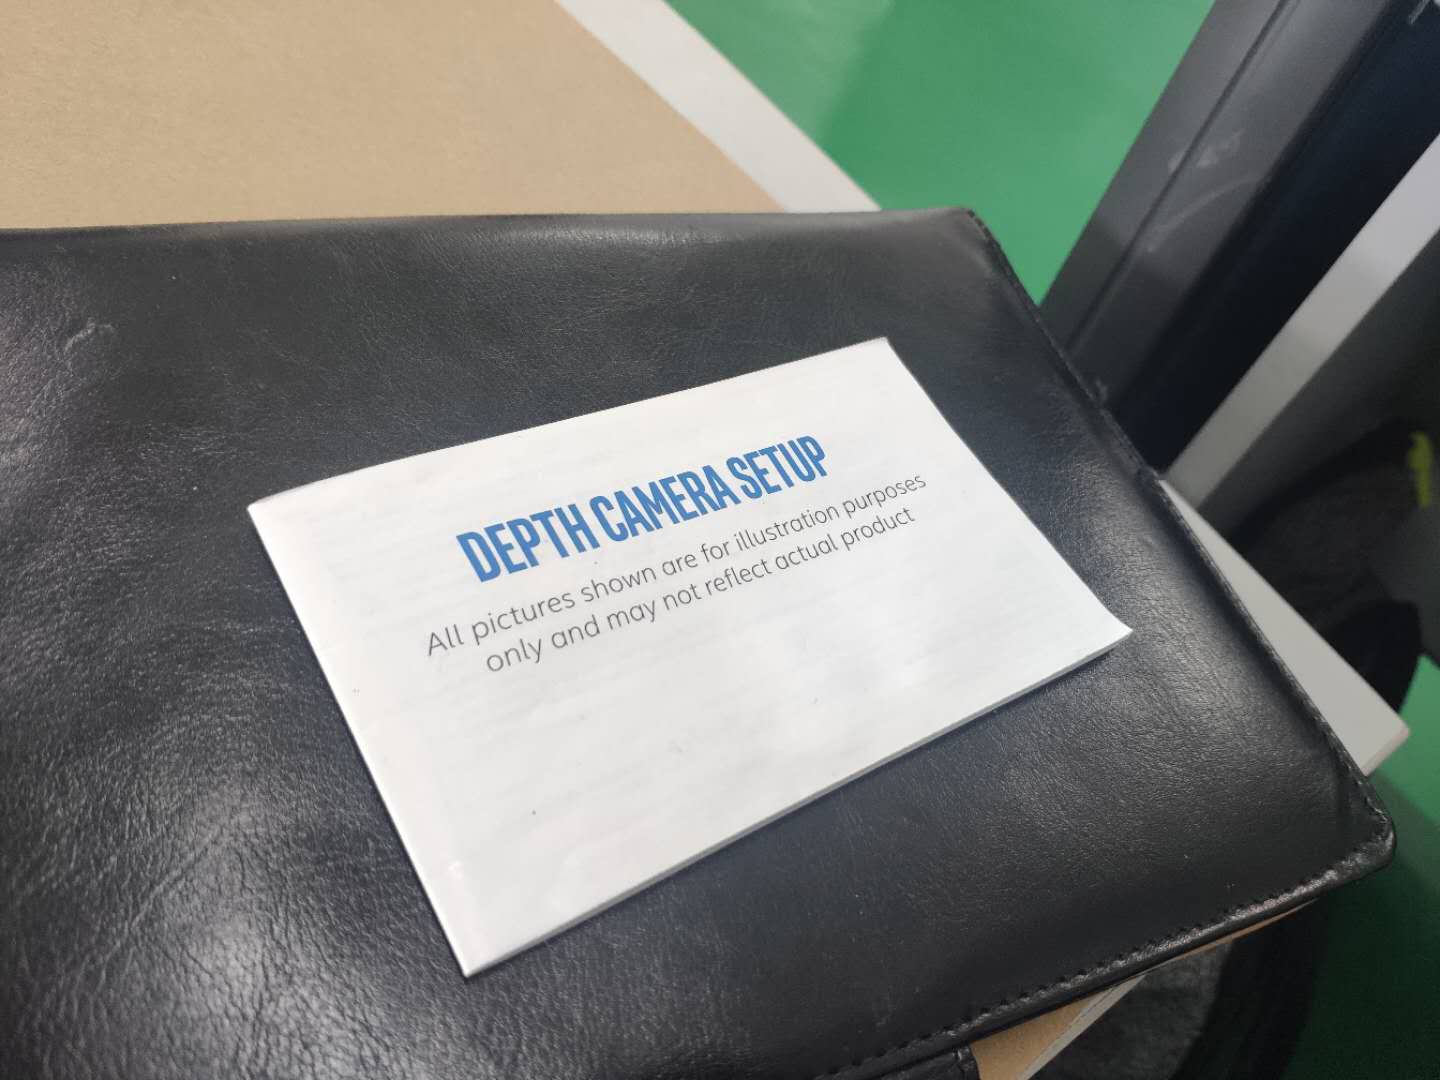 DEPTH CAMERA SETUP
All pictures shown are for illustration purposes
only and may not reflect actual product